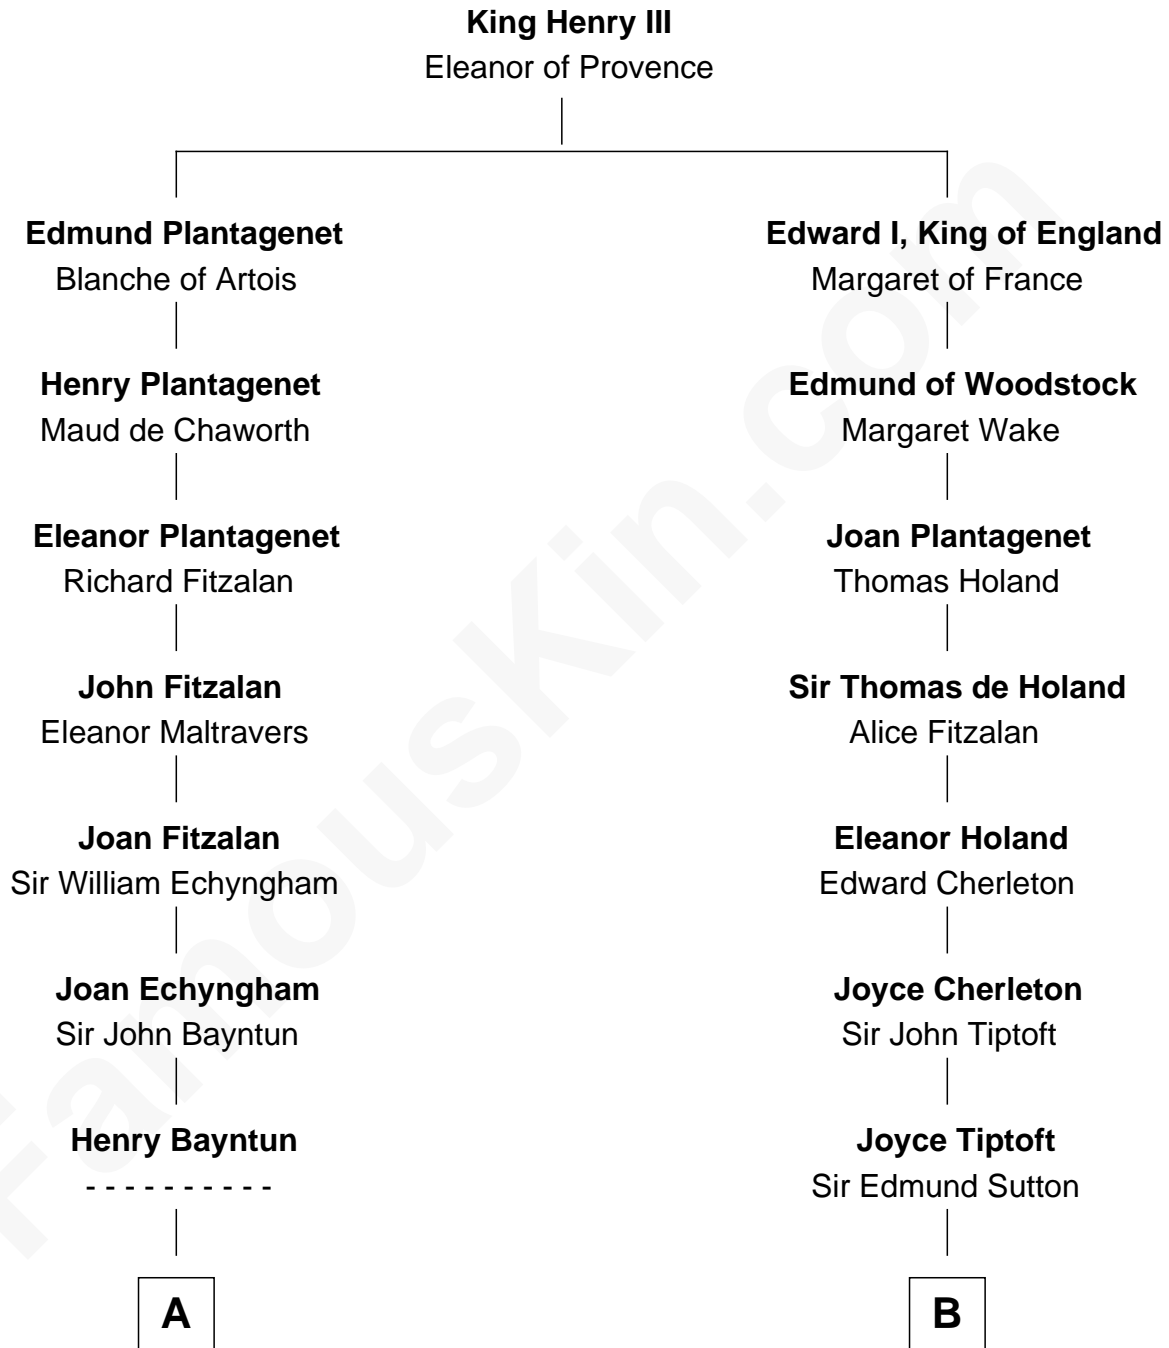 King Henry III
Eleanor of Provence
Edmund Plantagenet
Blanche of Artois
Edward I, King of England
Margaret of France
Henry Plantagenet
Maud de Chaworth
Edmund of Woodstock
Margaret Wake
Eleanor Plantagenet
Richard Fitzalan
Joan Plantagenet
Thomas Holand
John Fitzalan
Eleanor Maltravers
Sir Thomas de Holand
Alice Fitzalan
Joan Fitzalan
Sir William Echyngham
Eleanor Holand
Edward Cherleton
Joan Echyngham
Sir John Bayntun
Joyce Cherleton
Sir John Tiptoft
Henry Bayntun
- - - - - - - - - -
Joyce Tiptoft
Sir Edmund Sutton
A
B
FamousKin.com